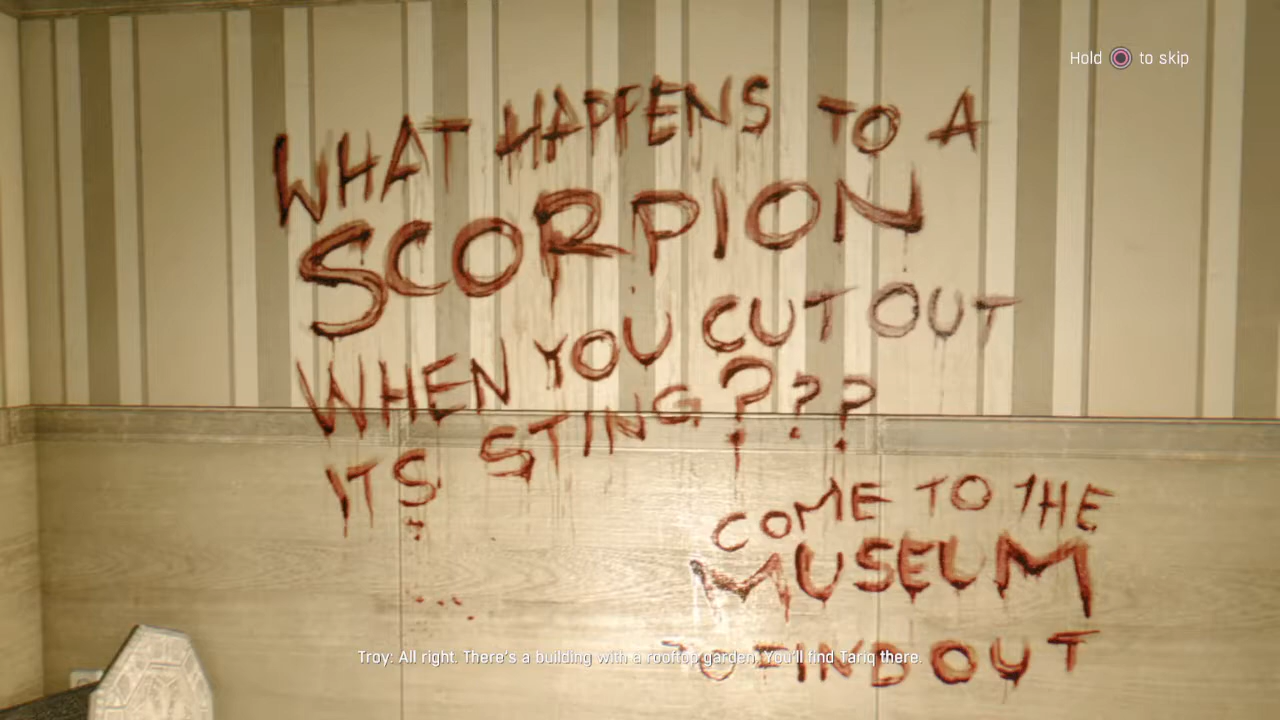 Hold to skip
WHAT HAPPENS TO A
SCORPION
WHEN YOU CUT OUT
ITS STING???
COME TO THE
MUSEUM
TO FIND OUT
Troy: All right. There's a building with a rooftop garden. You'll find Tariq there.